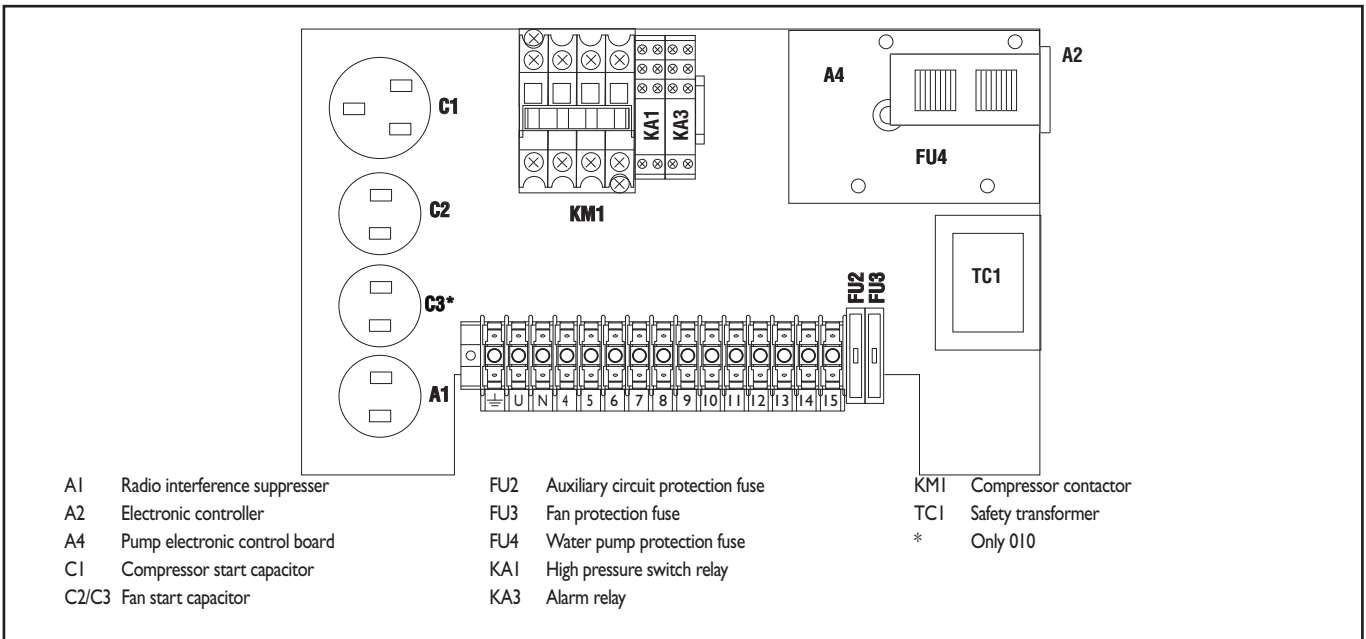 C1
C2
C3*
A1
KM1
KA1
KA3
A4
A2
FU4
TC1
FU2
FU3
U N 4 5 6 7 8 9 10 11 12 13 14 15
A1 Radio interference suppresser
A2 Electronic controller
A4 Pump electronic control board
C1 Compressor start capacitor
C2/C3 Fan start capacitor
FU2 Auxiliary circuit protection fuse
FU3 Fan protection fuse
FU4 Water pump protection fuse
KA1 High pressure switch relay
KA3 Alarm relay
KM1 Compressor contactor
TC1 Safety transformer
* Only 010